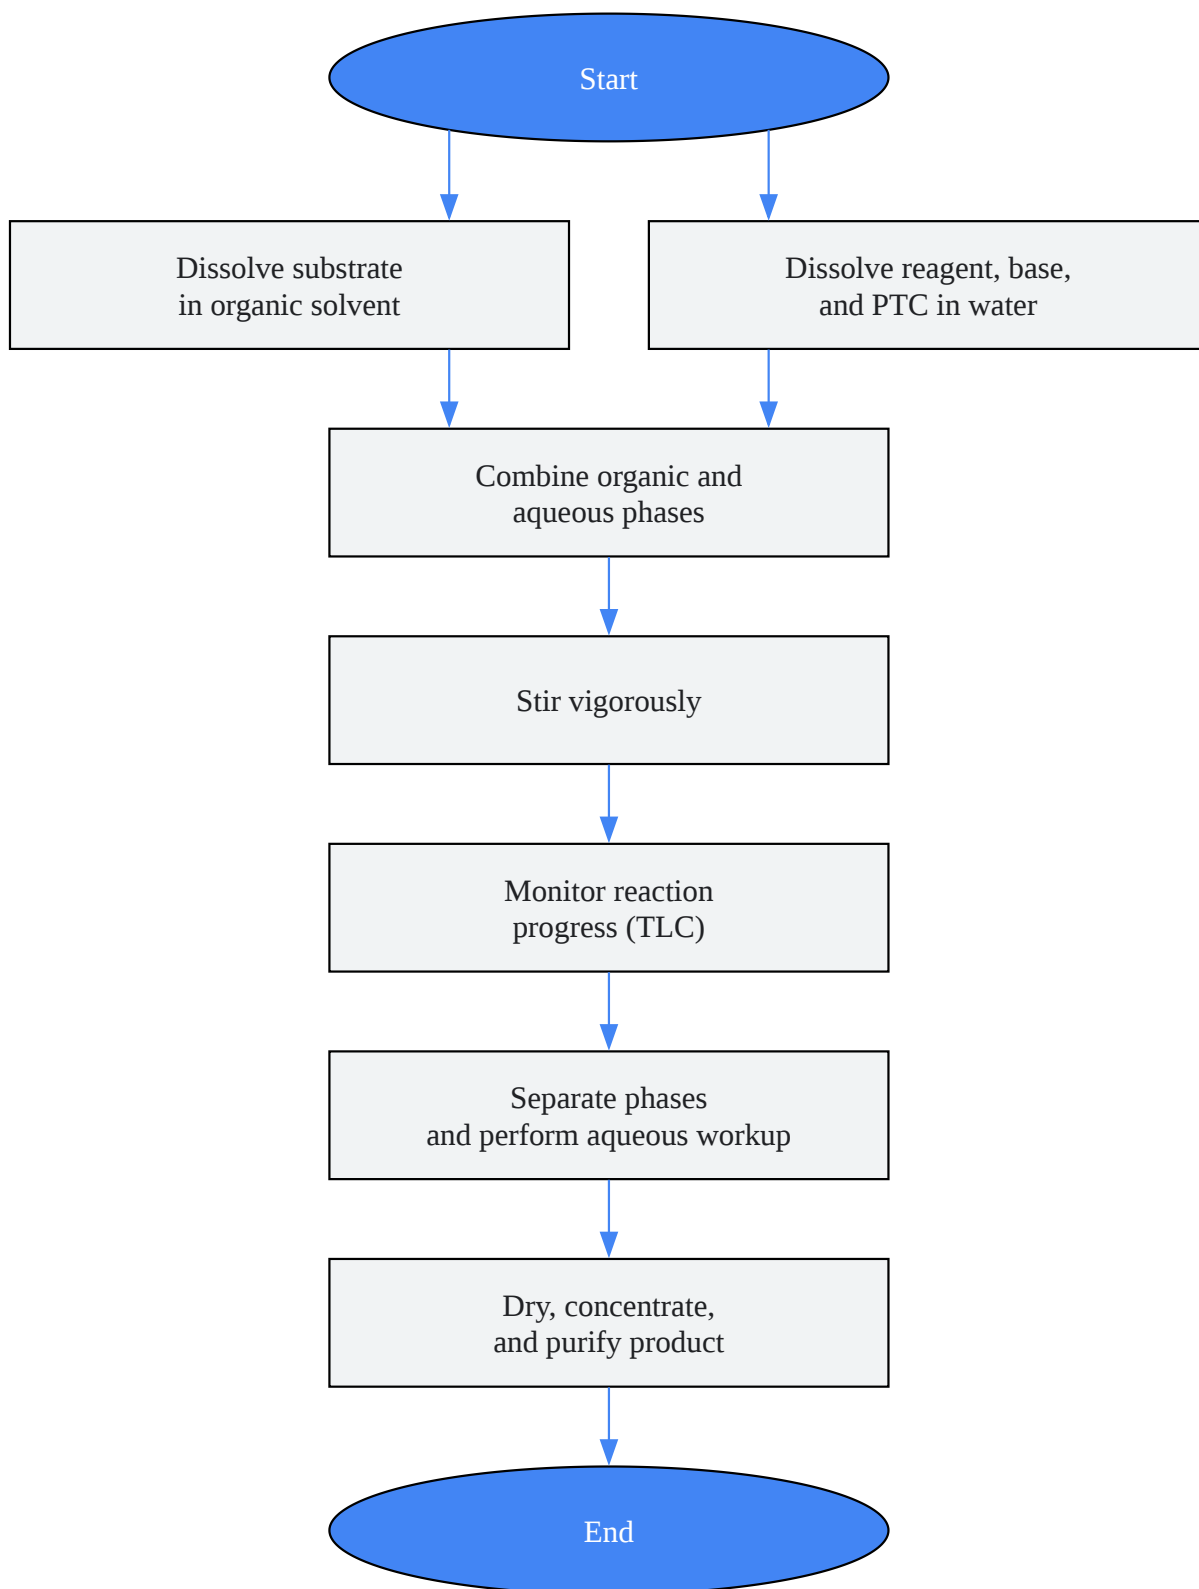 Start
Dissolve substrate
in organic solvent
Dissolve reagent, base,
and PTC in water
Combine organic and
aqueous phases
Stir vigorously
Monitor reaction
progress (TLC)
Separate phases
and perform aqueous workup
Dry, concentrate,
and purify product
End